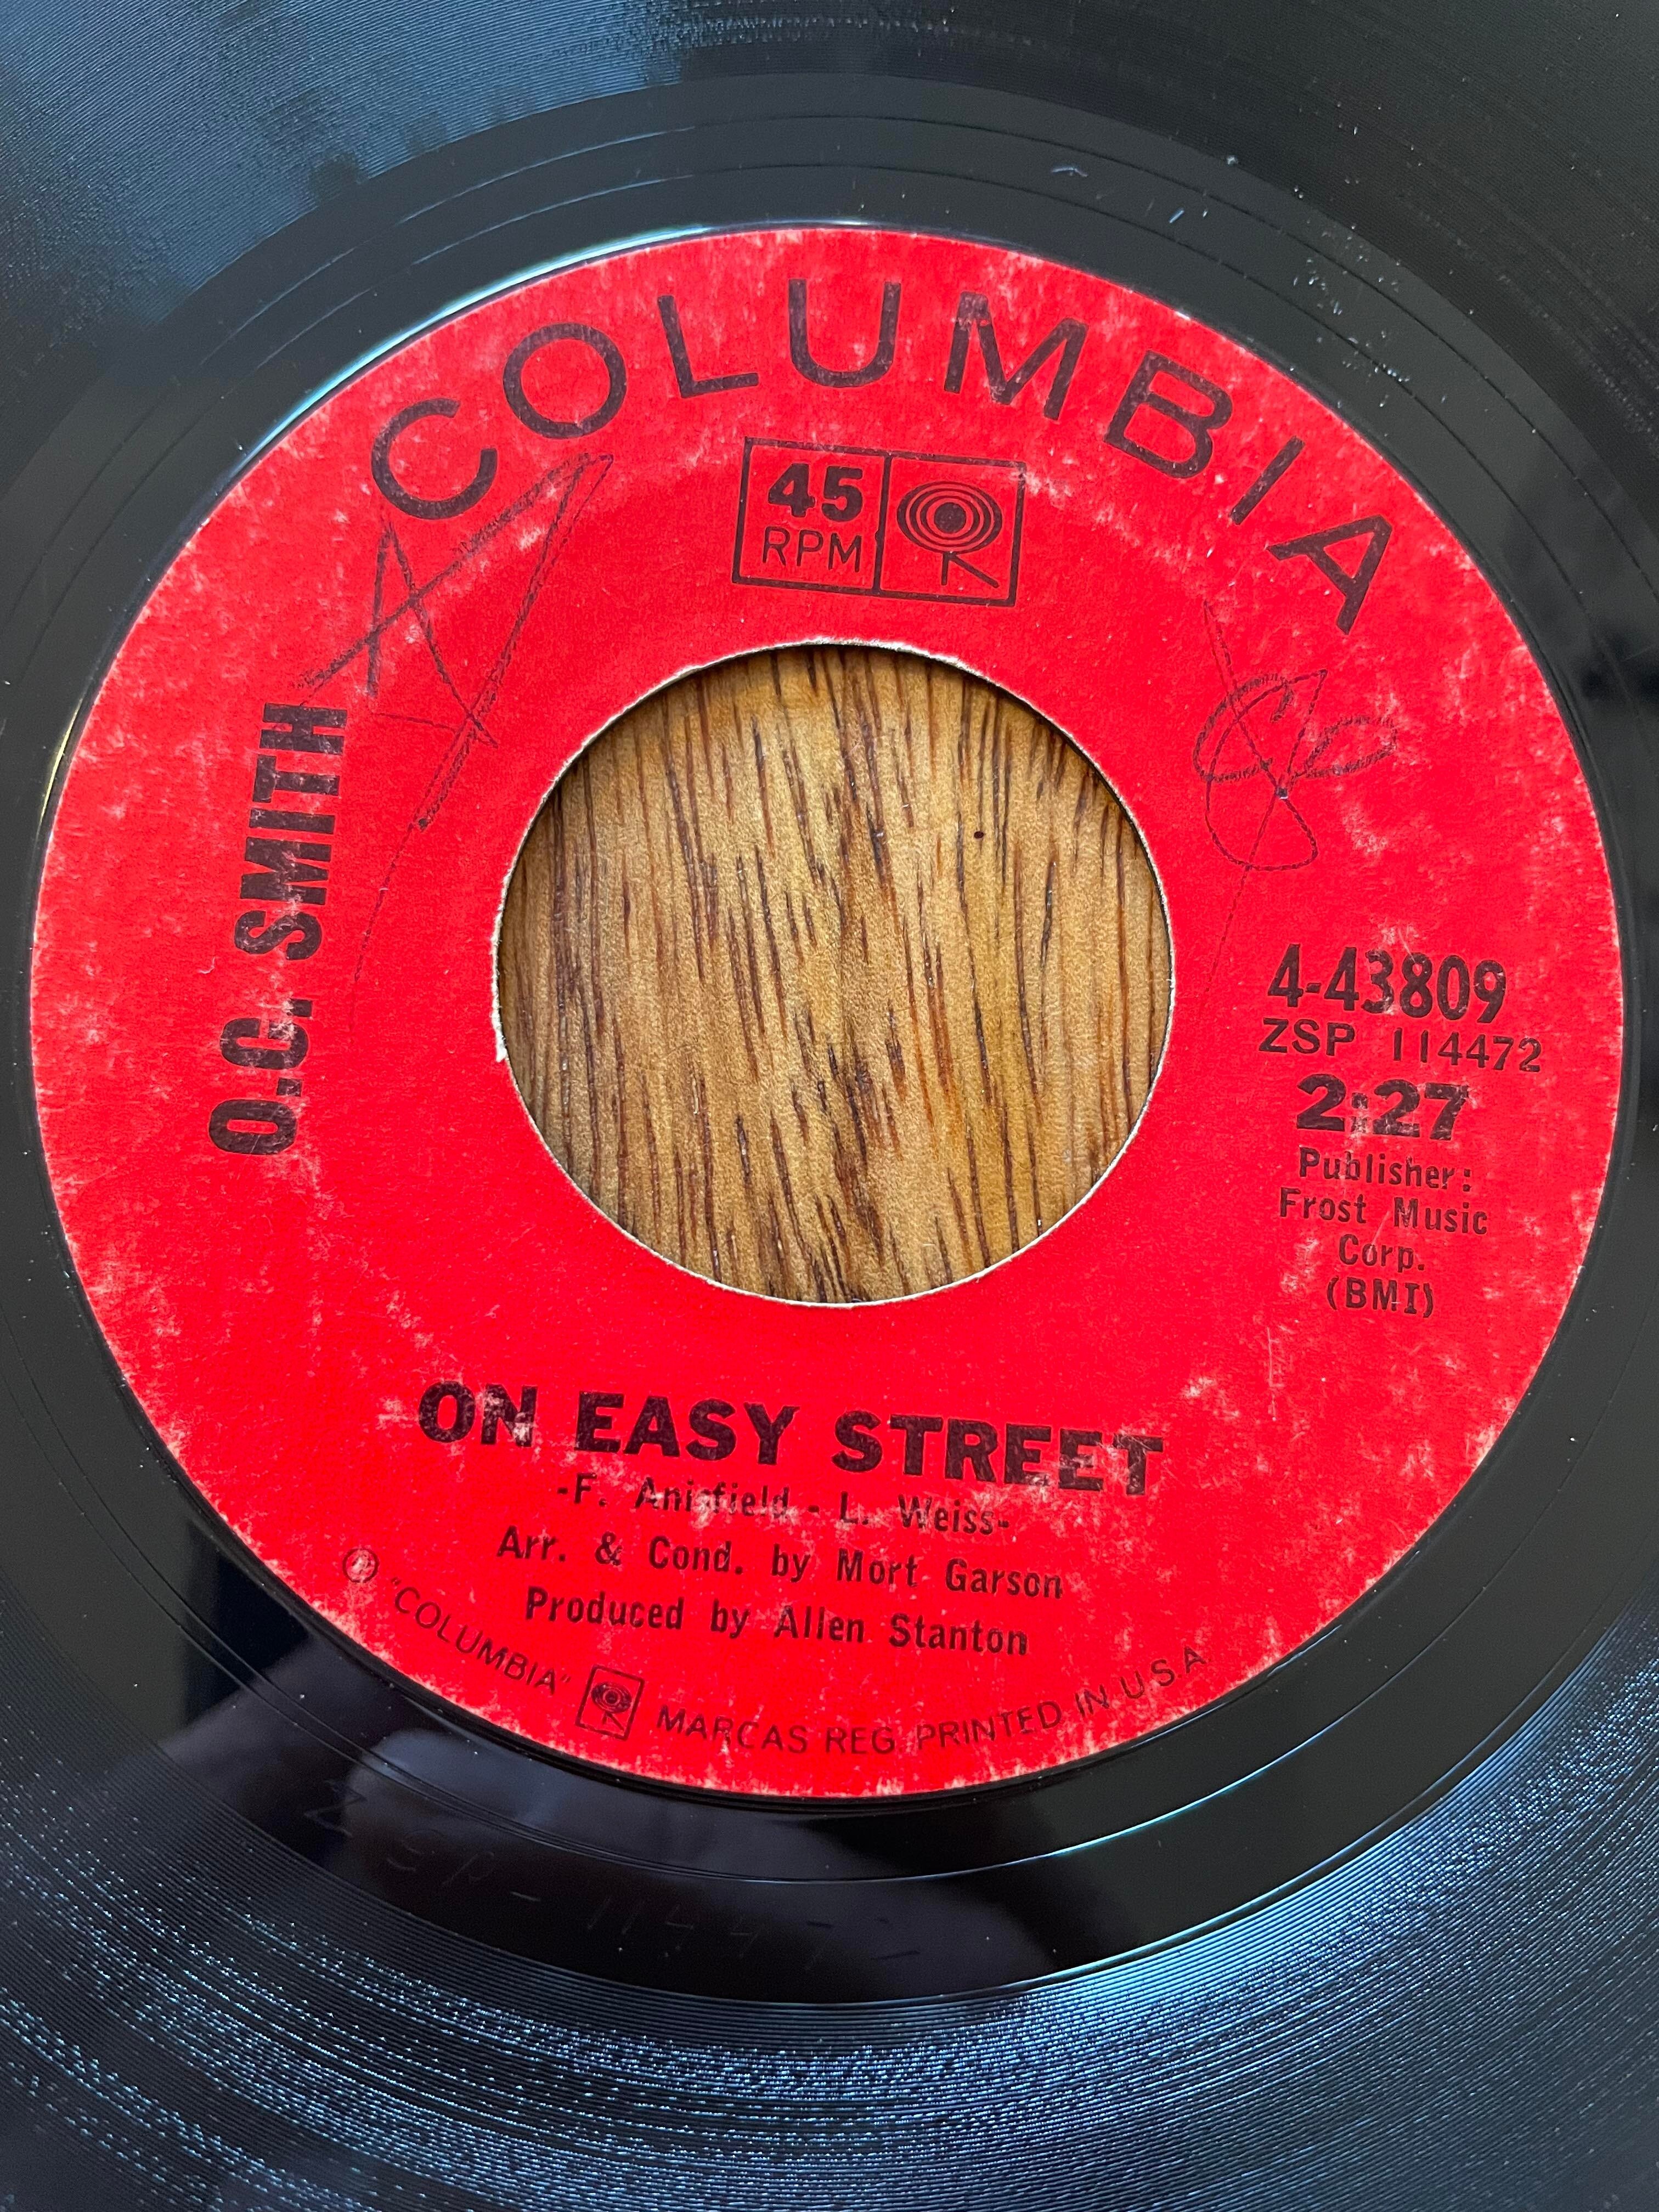 COLUMBIA
45
RPM
O.C. SMITH
4-43809
ZSP 114472
2:27
Publisher:
Frost Music
Corp.
(BMI)
ON EASY STREET
-F. Anisfield - L. Weiss-
Arr. & Cond. by Mort Garson
Produced by Allen Stanton
"COLUMBIA" MARCAS REG. PRINTED IN U S A